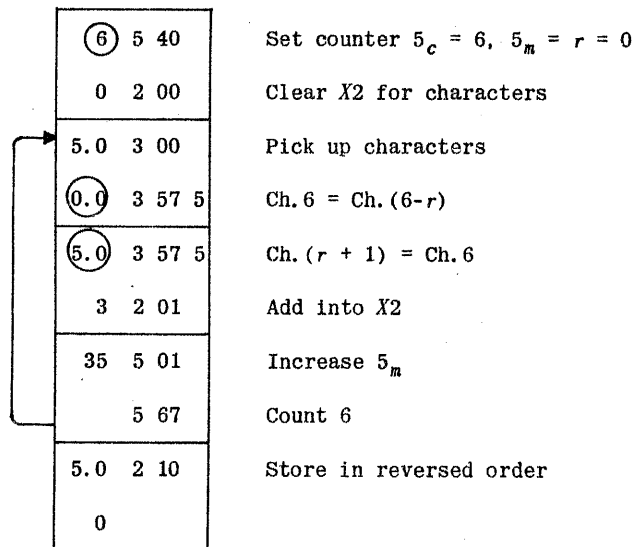 6 5 40 Set counter 5c = 6, 5m = r = 0
0 2 00 Clear X2 for characters
5.0 3 00 Pick up characters
0.0 3 57 5 Ch.6 = Ch.(6-r)
5.0 3 57 5 Ch.(r + 1) = Ch.6
3 2 01 Add into X2
35 5 01 Increase 5m
5 67 Count 6
5.0 2 10 Store in reversed order
0